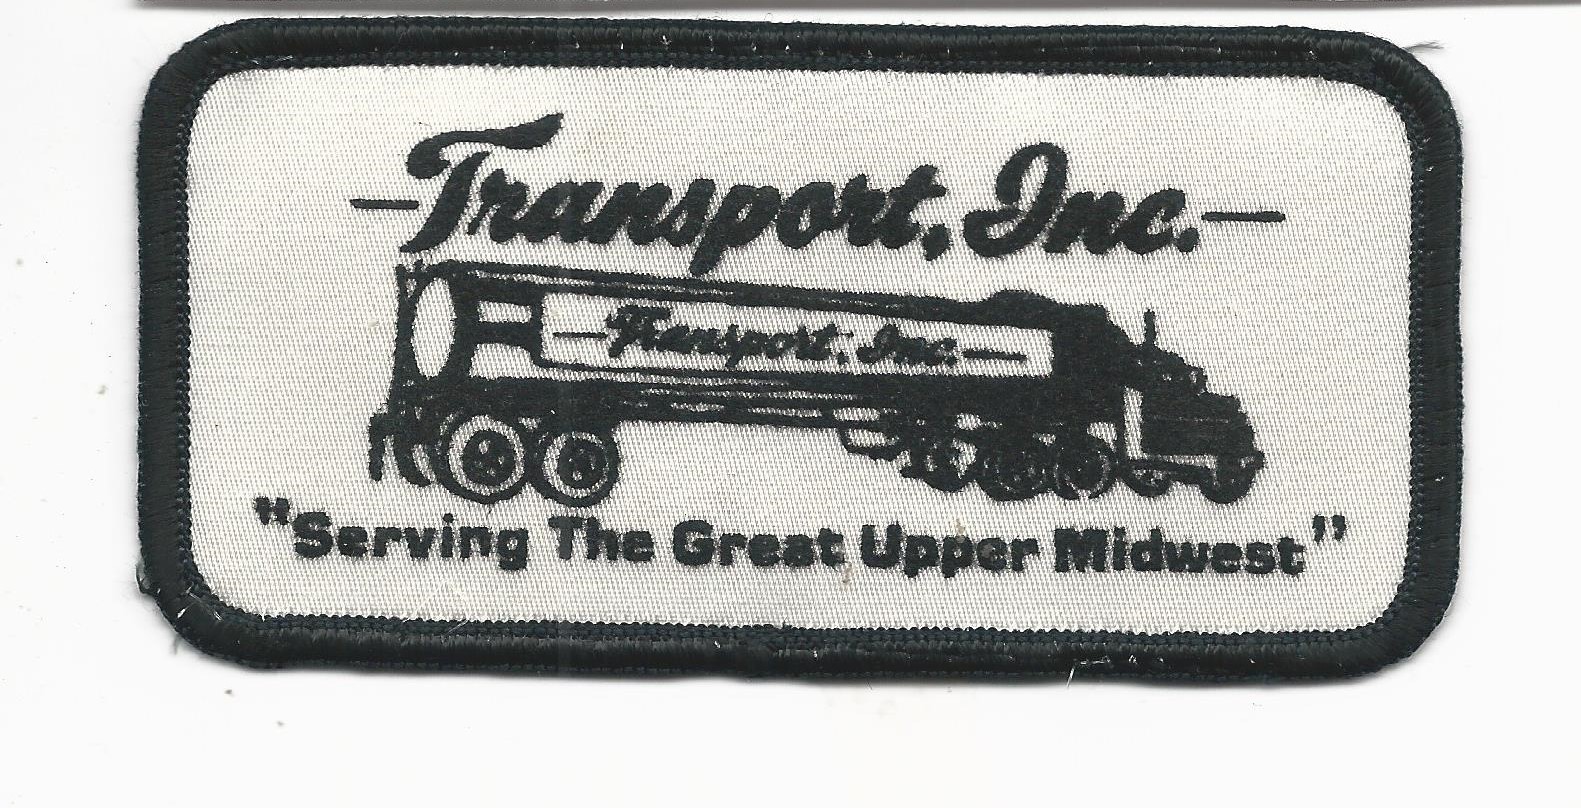 Transport, Inc.
Transport, Inc.
"Serving The Great Upper Midwest"